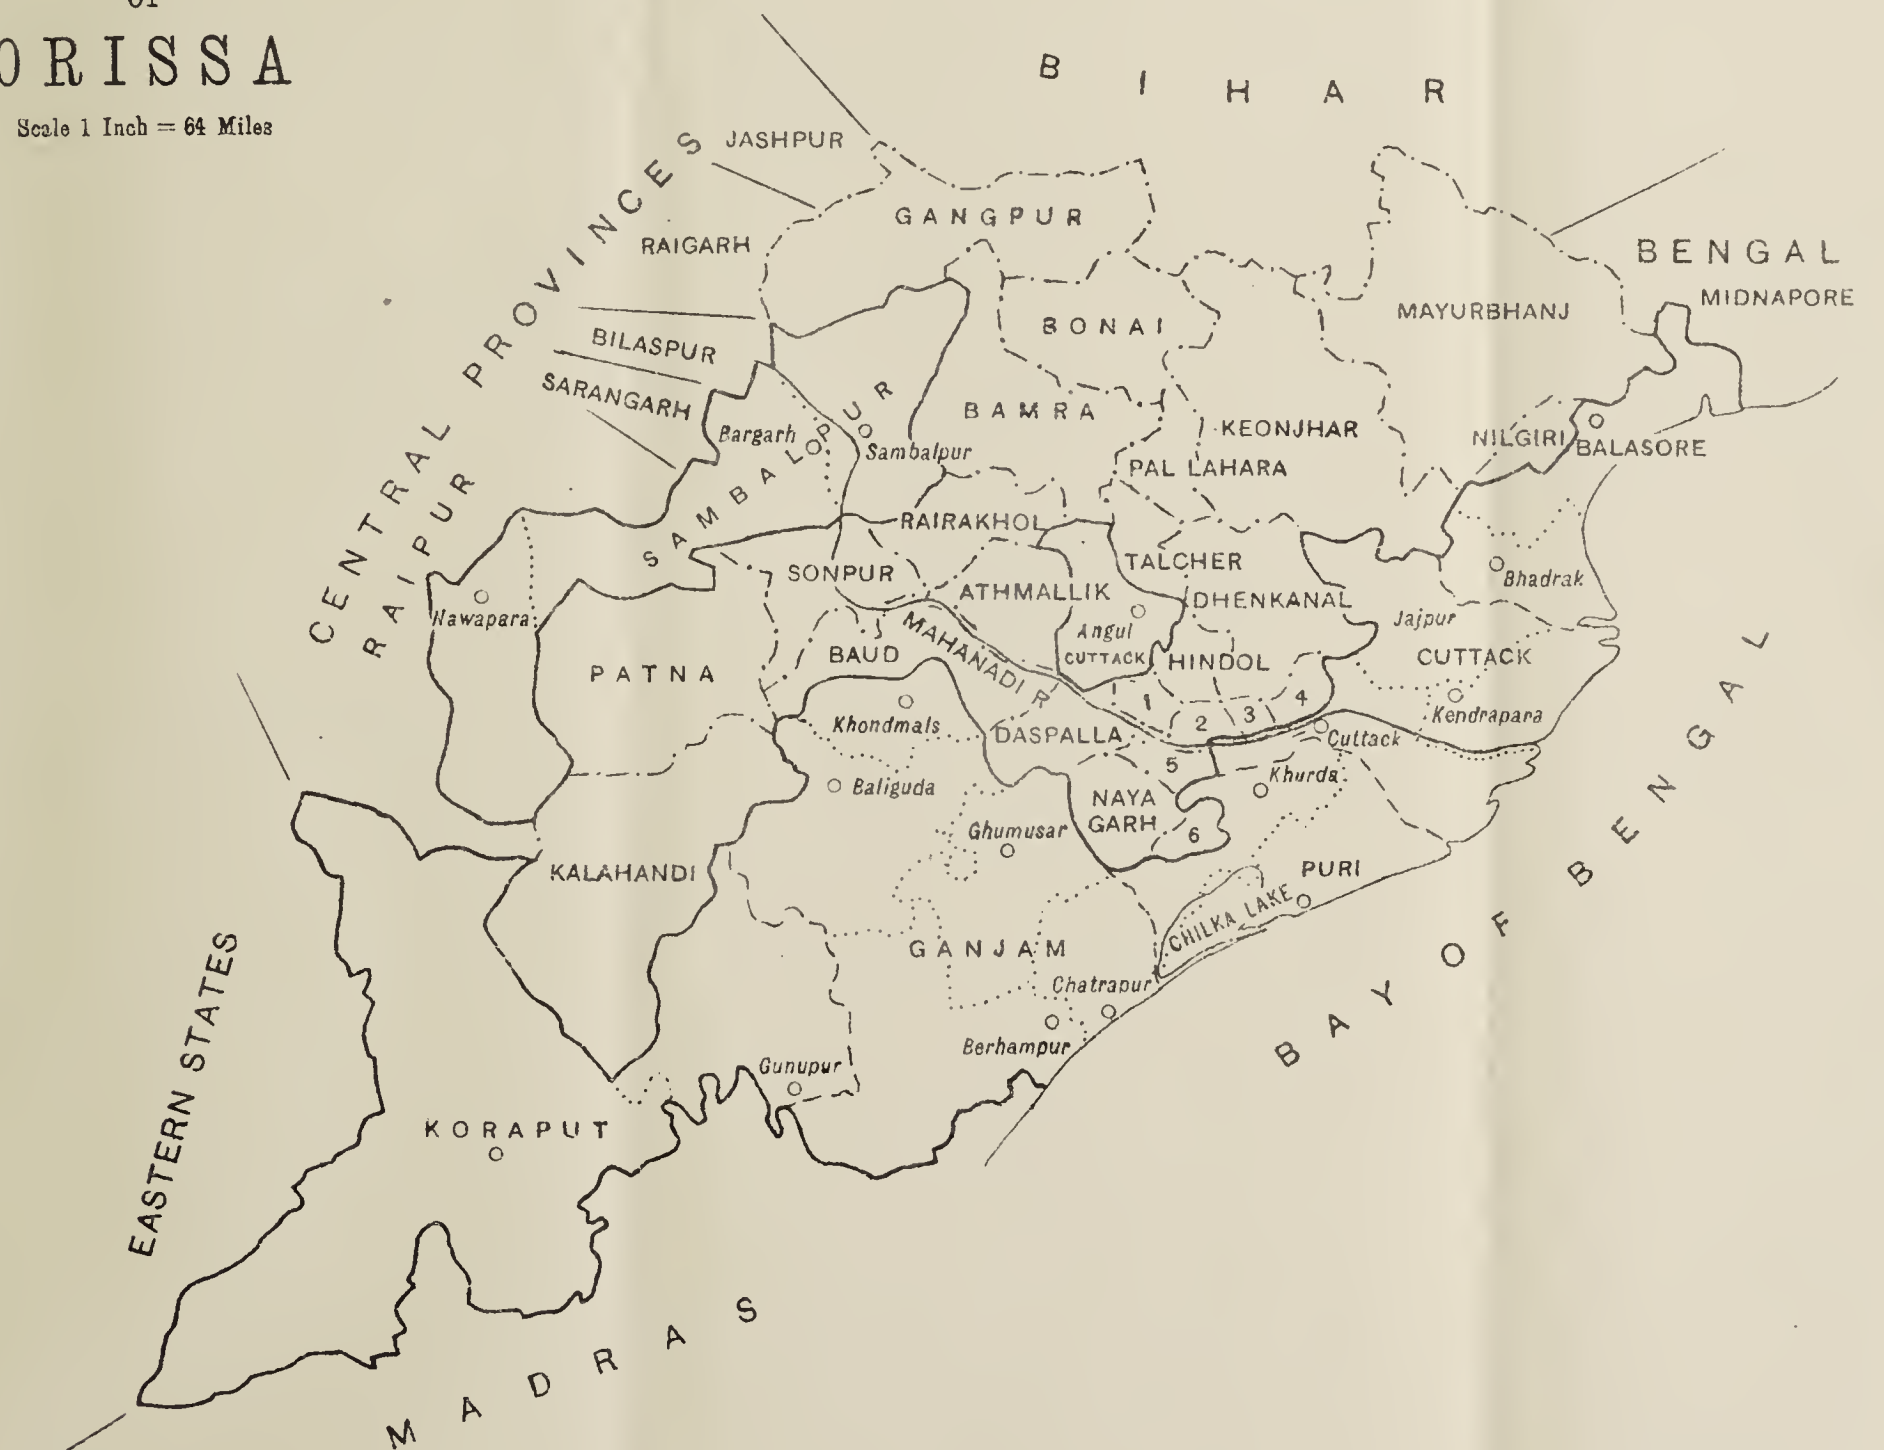 OF
ORISSA
Scale 1 Inch = 64 Miles
BIHAR
CENTRAL PROVINCES
JASHPUR
GANGPUR
RAIGARH
BENGAL
MIDNAPORE
MAYURBHANJ
BONAI
BILASPUR
SARANGARH
BAMRA
KEONJHAR
Bargarh
SAMBALPUR
Sambalpur
NILGIRI
BALASORE
PAL LAHARA
RAIPUR
RAIRAKHOL
TALCHER
SONPUR
ATHMALLIK
DHENKANAL
Bhadrak
Nawapara
Jajpur
Angul
CUTTACK
MAHANADI R
BAUD
HINDOL
CUTTACK
PATNA
1
2
3
4
Kendrapara
Khondmals
DASPALLA
Cuttack
5
Khurda
Baliguda
NAYA
GARH
Ghumusar
6
PURI
KALAHANDI
CHILKA LAKE
GANJAM
BAY OF BENGAL
Chatrapur
Berhampur
EASTERN STATES
Gunupur
KORAPUT
MADRAS